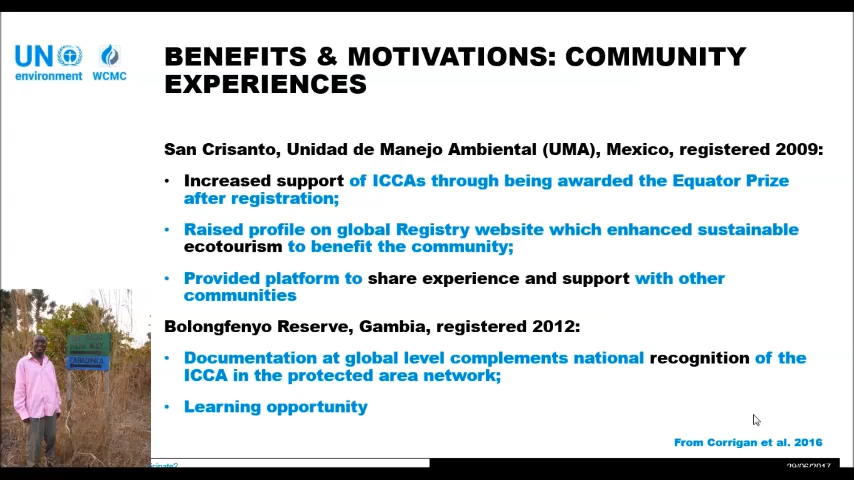 UN
environment
WCMC
BENEFITS & MOTIVATIONS: COMMUNITY
EXPERIENCES
San Crisanto, Unidad de Manejo Ambiental (UMA), Mexico, registered 2009:
• Increased support of ICCAs through being awarded the Equator Prize
after registration;
• Raised profile on global Registry website which enhanced sustainable
ecotourism to benefit the community;
• Provided platform to share experience and support with other
communities
Bolongfenyo Reserve, Gambia, registered 2012:
• Documentation at global level complements national recognition of the
ICCA in the protected area network;
• Learning opportunity
From Corrigan et al. 2016
29/06/2017